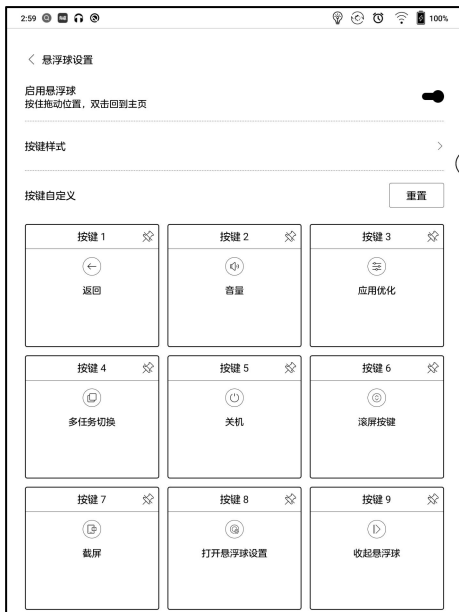 2:59
100%
悬浮球设置
启用悬浮球
按住拖动位置，双击回到主页
按键样式
按键自定义
重置
按键 1
按键 2
按键 3
返回
音量
应用优化
按键 4
按键 5
按键 6
多任务切换
关机
滚屏按键
按键 7
按键 8
按键 9
截屏
打开悬浮球设置
收起悬浮球